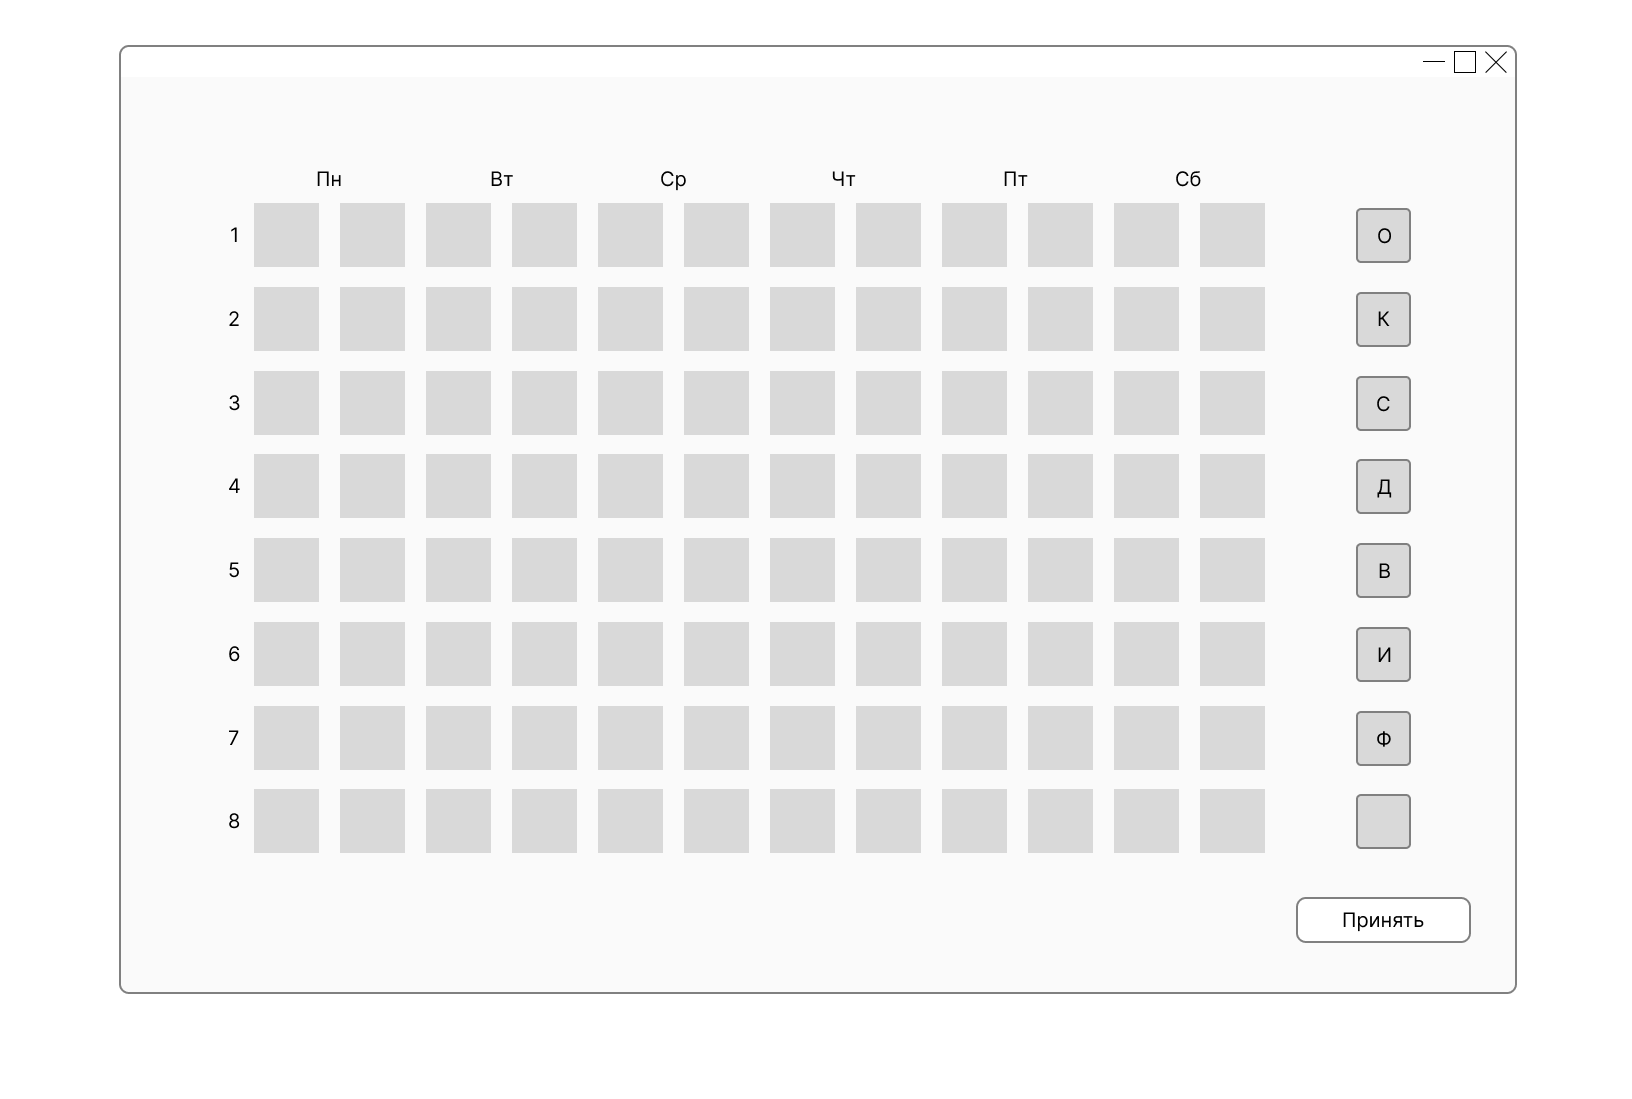 Пн Вт Ср Чт Пт Сб
1 О
2 К
3 С
4 Д
5 В
6 И
7 Ф
8
Принять